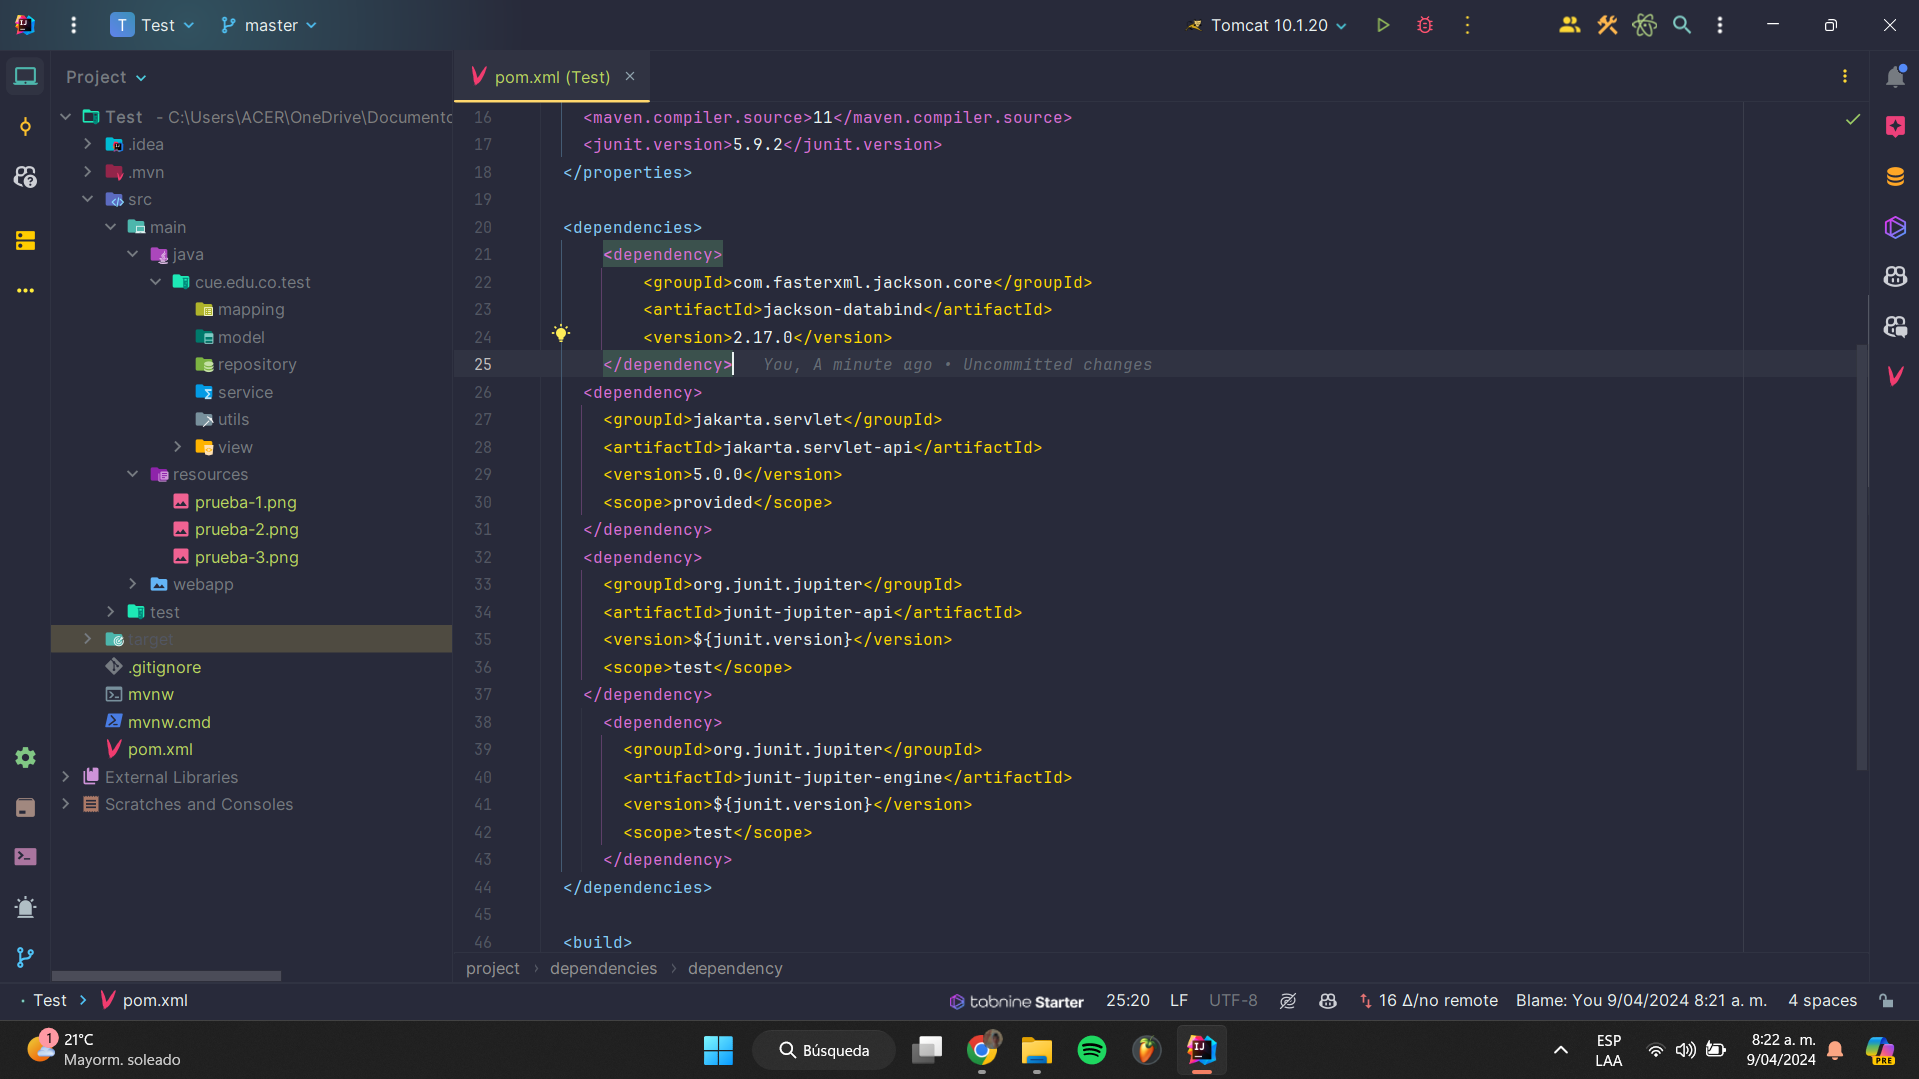 T Test master Tomcat 10.1.20
Project
pom.xml (Test)
Test - C:\Users\ACER\OneDrive\Documento
.idea
.mvn
src
main
java
cue.edu.co.test
mapping
model
repository
service
utils
view
resources
prueba-1.png
prueba-2.png
prueba-3.png
webapp
test
target
.gitignore
mvnw
mvnw.cmd
pom.xml
External Libraries
Scratches and Consoles
16 <maven.compiler.source>11</maven.compiler.source>
17 <junit.version>5.9.2</junit.version>
18 </properties>
19
20 <dependencies>
21 <dependency>
22 <groupId>com.fasterxml.jackson.core</groupId>
23 <artifactId>jackson-databind</artifactId>
24 <version>2.17.0</version>
25 </dependency> You, A minute ago • Uncommitted changes
26 <dependency>
27 <groupId>jakarta.servlet</groupId>
28 <artifactId>jakarta.servlet-api</artifactId>
29 <version>5.0.0</version>
30 <scope>provided</scope>
31 </dependency>
32 <dependency>
33 <groupId>org.junit.jupiter</groupId>
34 <artifactId>junit-jupiter-api</artifactId>
35 <version>${junit.version}</version>
36 <scope>test</scope>
37 </dependency>
38 <dependency>
39 <groupId>org.junit.jupiter</groupId>
40 <artifactId>junit-jupiter-engine</artifactId>
41 <version>${junit.version}</version>
42 <scope>test</scope>
43 </dependency>
44 </dependencies>
45
46 <build>
project › dependencies › dependency
Test › pom.xml
tabnine Starter 25:20 LF UTF-8 16 Δ/no remote Blame: You 9/04/2024 8:21 a. m. 4 spaces
1 21°C
Mayorm. soleado
Búsqueda
ESP
LAA
8:22 a. m.
9/04/2024
PRE